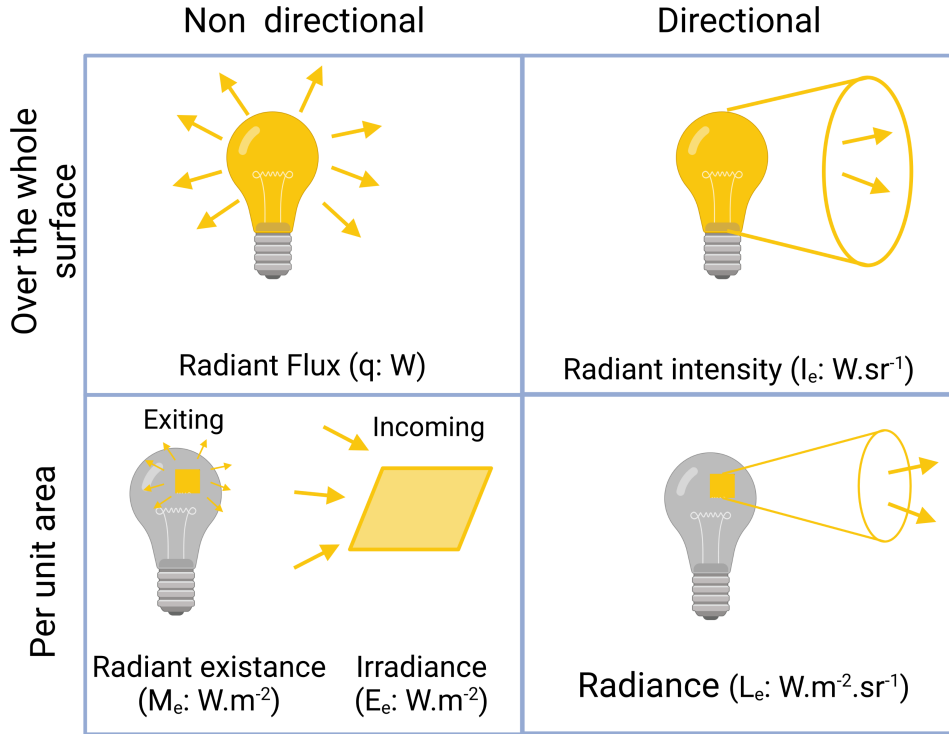 Non directional
Directional
Over the whole
surface
Radiant Flux (q: W)
Radiant intensity (Iₑ: W.sr⁻¹)
Per unit area
Exiting
Incoming
Radiant existance
(Mₑ: W.m⁻²)
Irradiance
(Eₑ: W.m⁻²)
Radiance (Lₑ: W.m⁻².sr⁻¹)